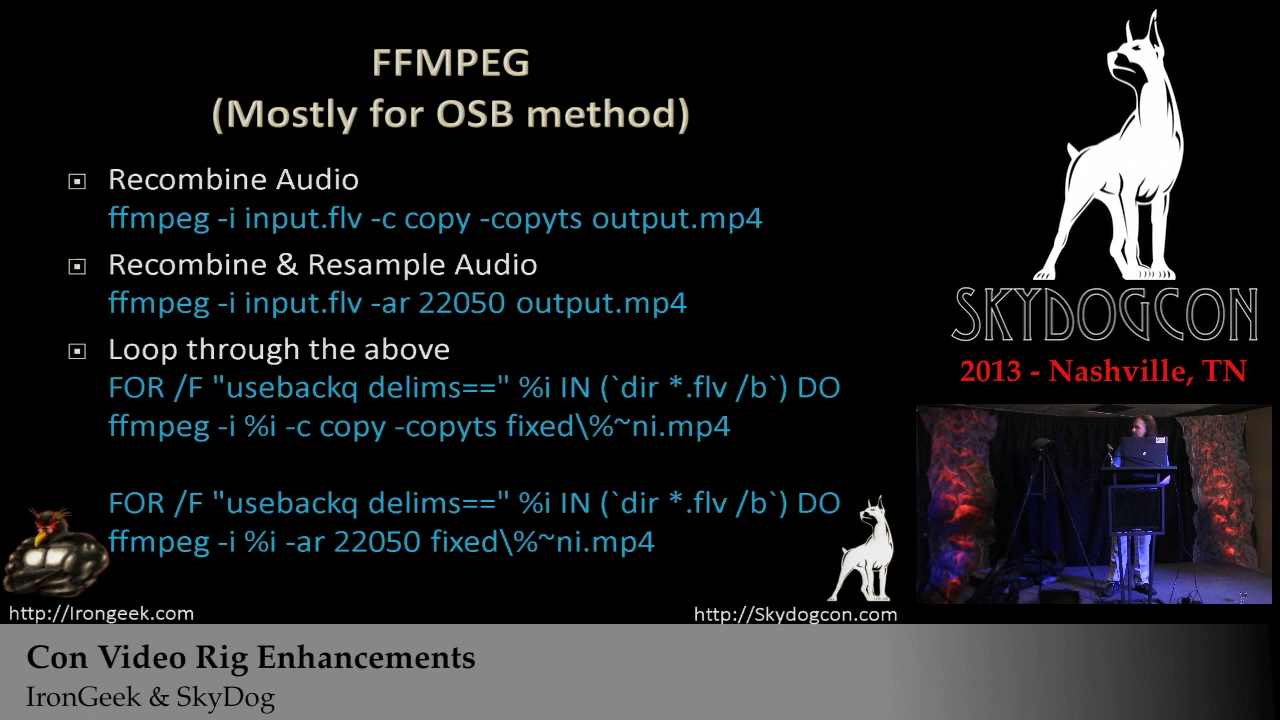 FFMPEG
(Mostly for OSB method)
Recombine Audio
ffmpeg -i input.flv -c copy -copyts output.mp4
Recombine & Resample Audio
ffmpeg -i input.flv -ar 22050 output.mp4
Loop through the above
FOR /F "usebackq delims==" %i IN (`dir *.flv /b`) DO
ffmpeg -i %i -c copy -copyts fixed\%~ni.mp4
FOR /F "usebackq delims==" %i IN (`dir *.flv /b`) DO
ffmpeg -i %i -ar 22050 fixed\%~ni.mp4
http://Irongeek.com
http://Skydogcon.com
SKYDOGCON
2013 - Nashville, TN
Con Video Rig Enhancements
IronGeek & SkyDog